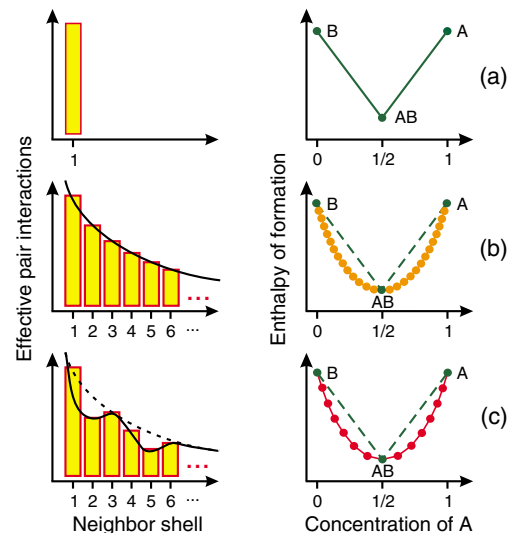 Effective pair interactions
Enthalpy of formation
1
B
A
AB
0
1/2
1
(a)
...
1 2 3 4 5 6 ...
B
A
AB
0
1/2
1
(b)
...
1 2 3 4 5 6 ...
Neighbor shell
B
A
AB
0
1/2
1
Concentration of A
(c)